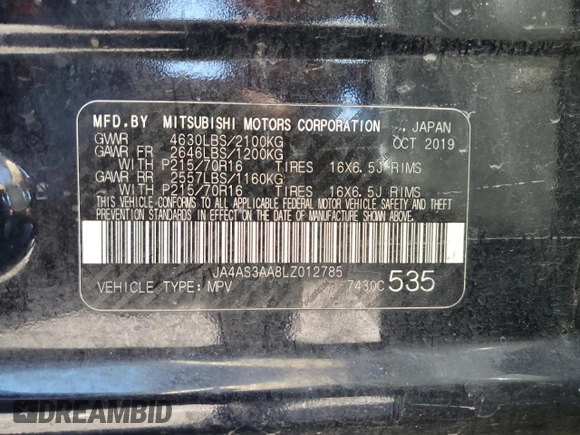 MFD.BY MITSUBISHI MOTORS CORPORATION JAPAN
GVWR 4630LBS/2100KG OCT 2019
GAWR FR 2646LBS/1200KG
WITH P215/70R16 TIRES 16X6.5J RIMS
GAWR RR 2557LBS/1160KG
WITH P215/70R16 TIRES 16X6.5J RIMS
THIS VEHICLE CONFORMS TO ALL APPLICABLE FEDERAL MOTOR VEHICLE SAFETY AND THEFT
PREVENTION STANDARDS IN EFFECT ON THE DATE OF MANUFACTURE SHOWN ABOVE.
JA4AS3AA8LZ012785
VEHICLE TYPE: MPV 7430C 535
DREAMBID